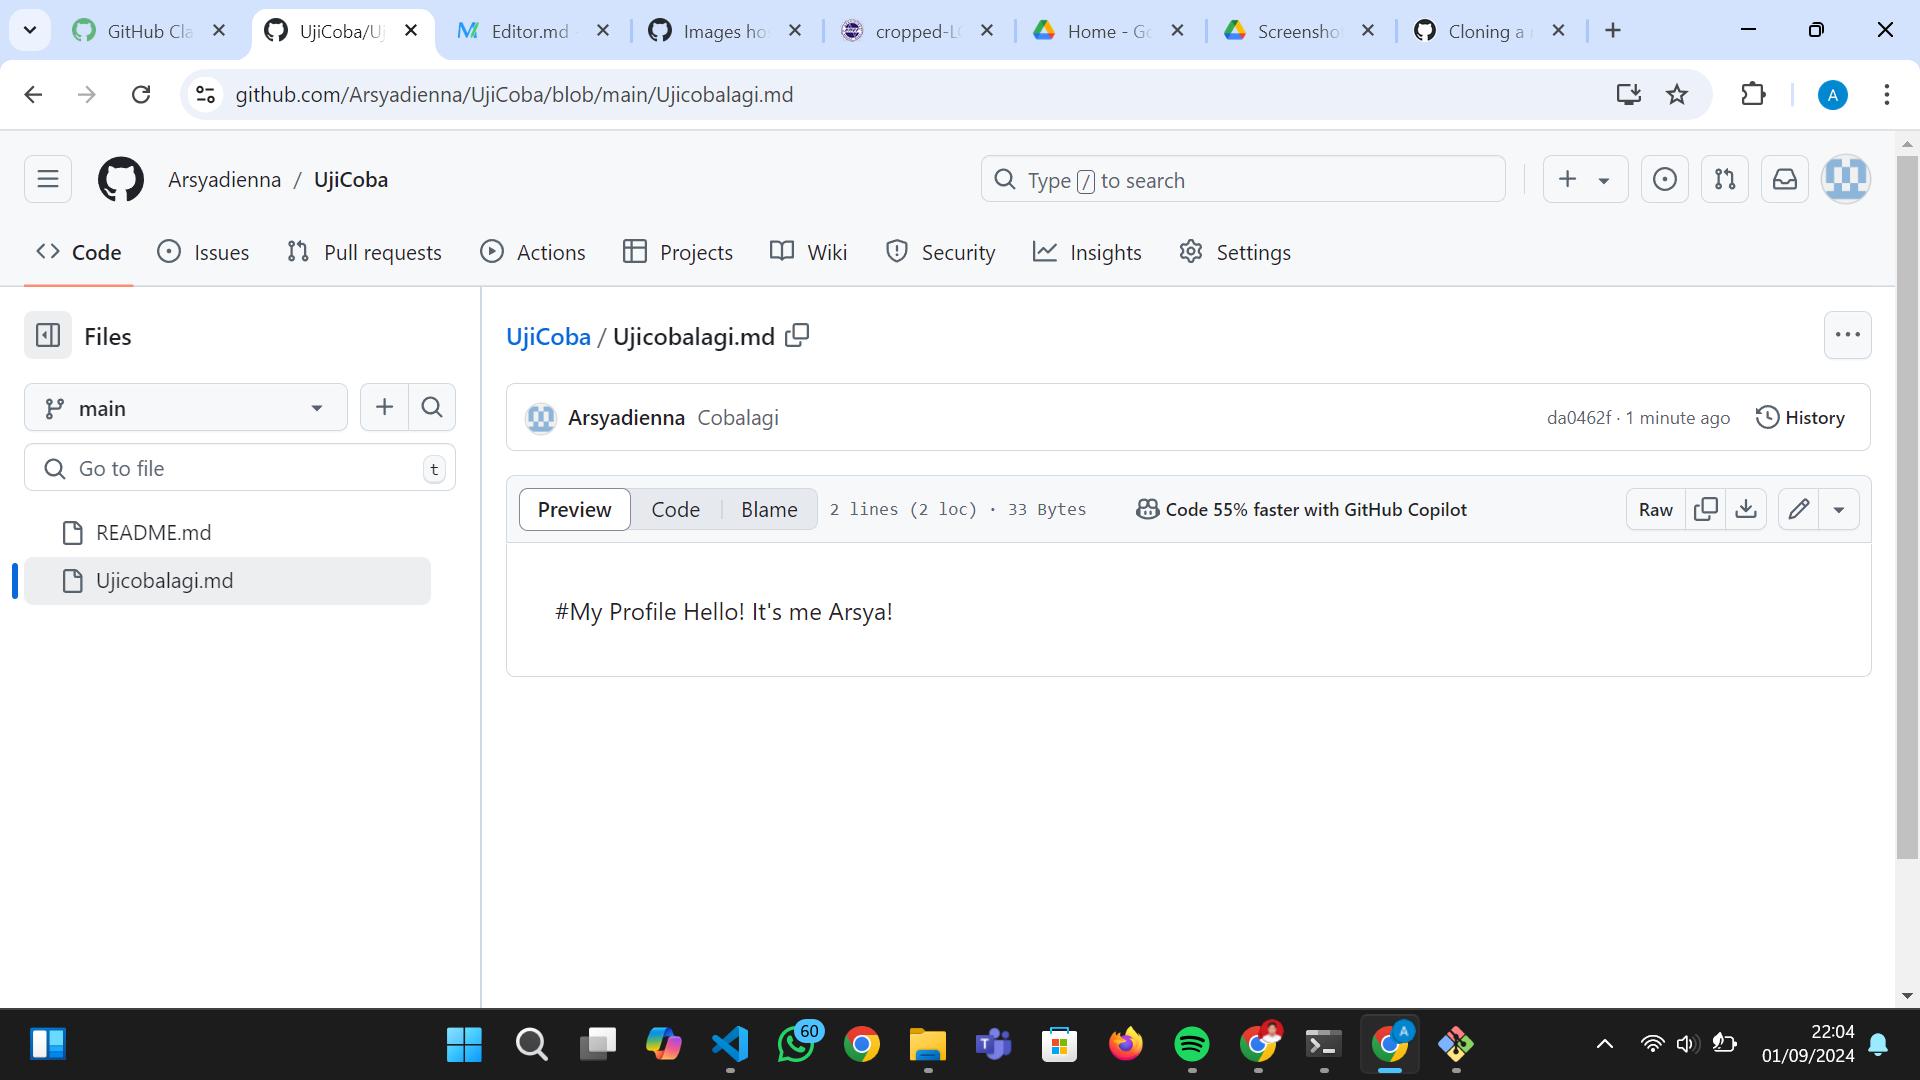 GitHub Cla
UjiCoba/Uj
Editor.md -
Images ho
cropped-LO
Home - Go
Screensho
Cloning a r
github.com/Arsyadienna/UjiCoba/blob/main/Ujicobalagi.md
A
Arsyadienna / UjiCoba
Type / to search
Code
Issues
Pull requests
Actions
Projects
Wiki
Security
Insights
Settings
Files
main
Go to file
t
README.md
Ujicobalagi.md
UjiCoba / Ujicobalagi.md
Arsyadienna Cobalagi
da0462f · 1 minute ago
History
Preview
Code
Blame
2 lines (2 loc) · 33 Bytes
Code 55% faster with GitHub Copilot
Raw
#My Profile Hello! It's me Arsya!
60
A
22:04
01/09/2024